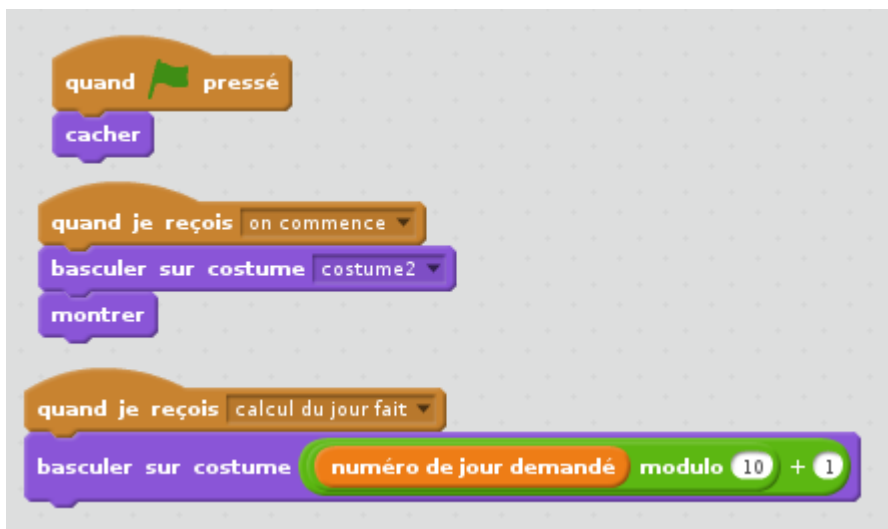 quand pressé
cacher
quand je reçois on commence
basculer sur costume costume2
montrer
quand je reçois calcul du jour fait
basculer sur costume numéro de jour demandé modulo 10 + 1